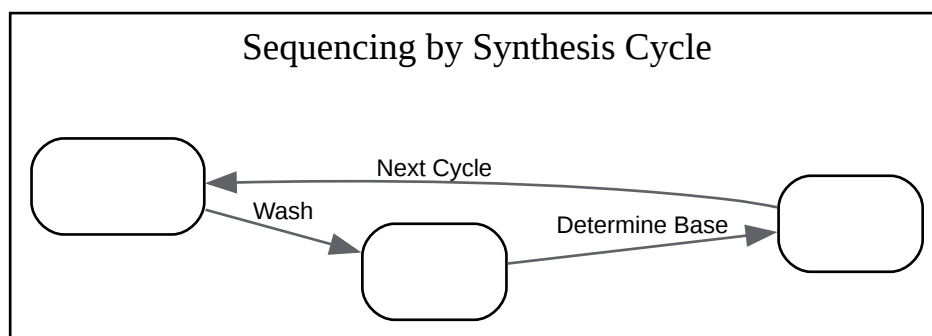 Sequencing by Synthesis Cycle
Next Cycle
Wash
Determine Base